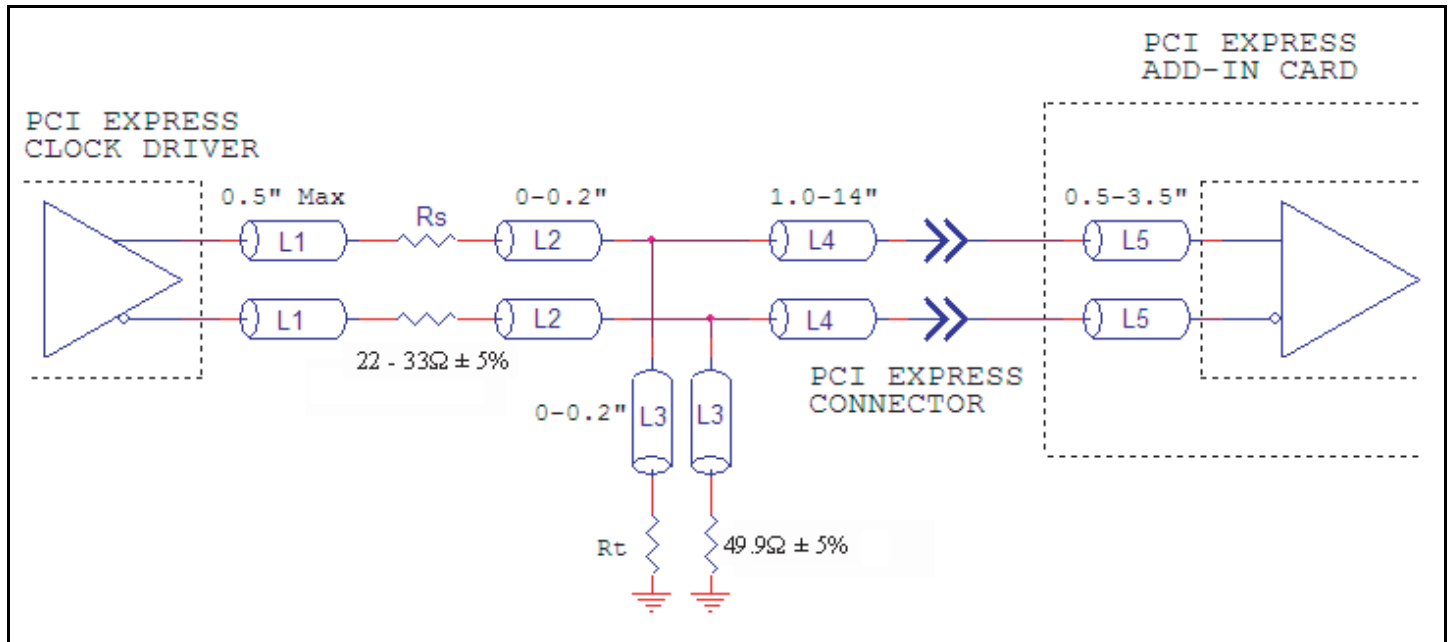 PCI EXPRESS
ADD-IN CARD
PCI EXPRESS
CLOCK DRIVER
0.5" Max
Rs
0-0.2"
1.0-14"
0.5-3.5"
L1
L2
L4
L5
L1
L2
L4
L5
22 - 33Ω ± 5%
PCI EXPRESS
CONNECTOR
0-0.2"
L3
L3
Rt
49.9Ω ± 5%